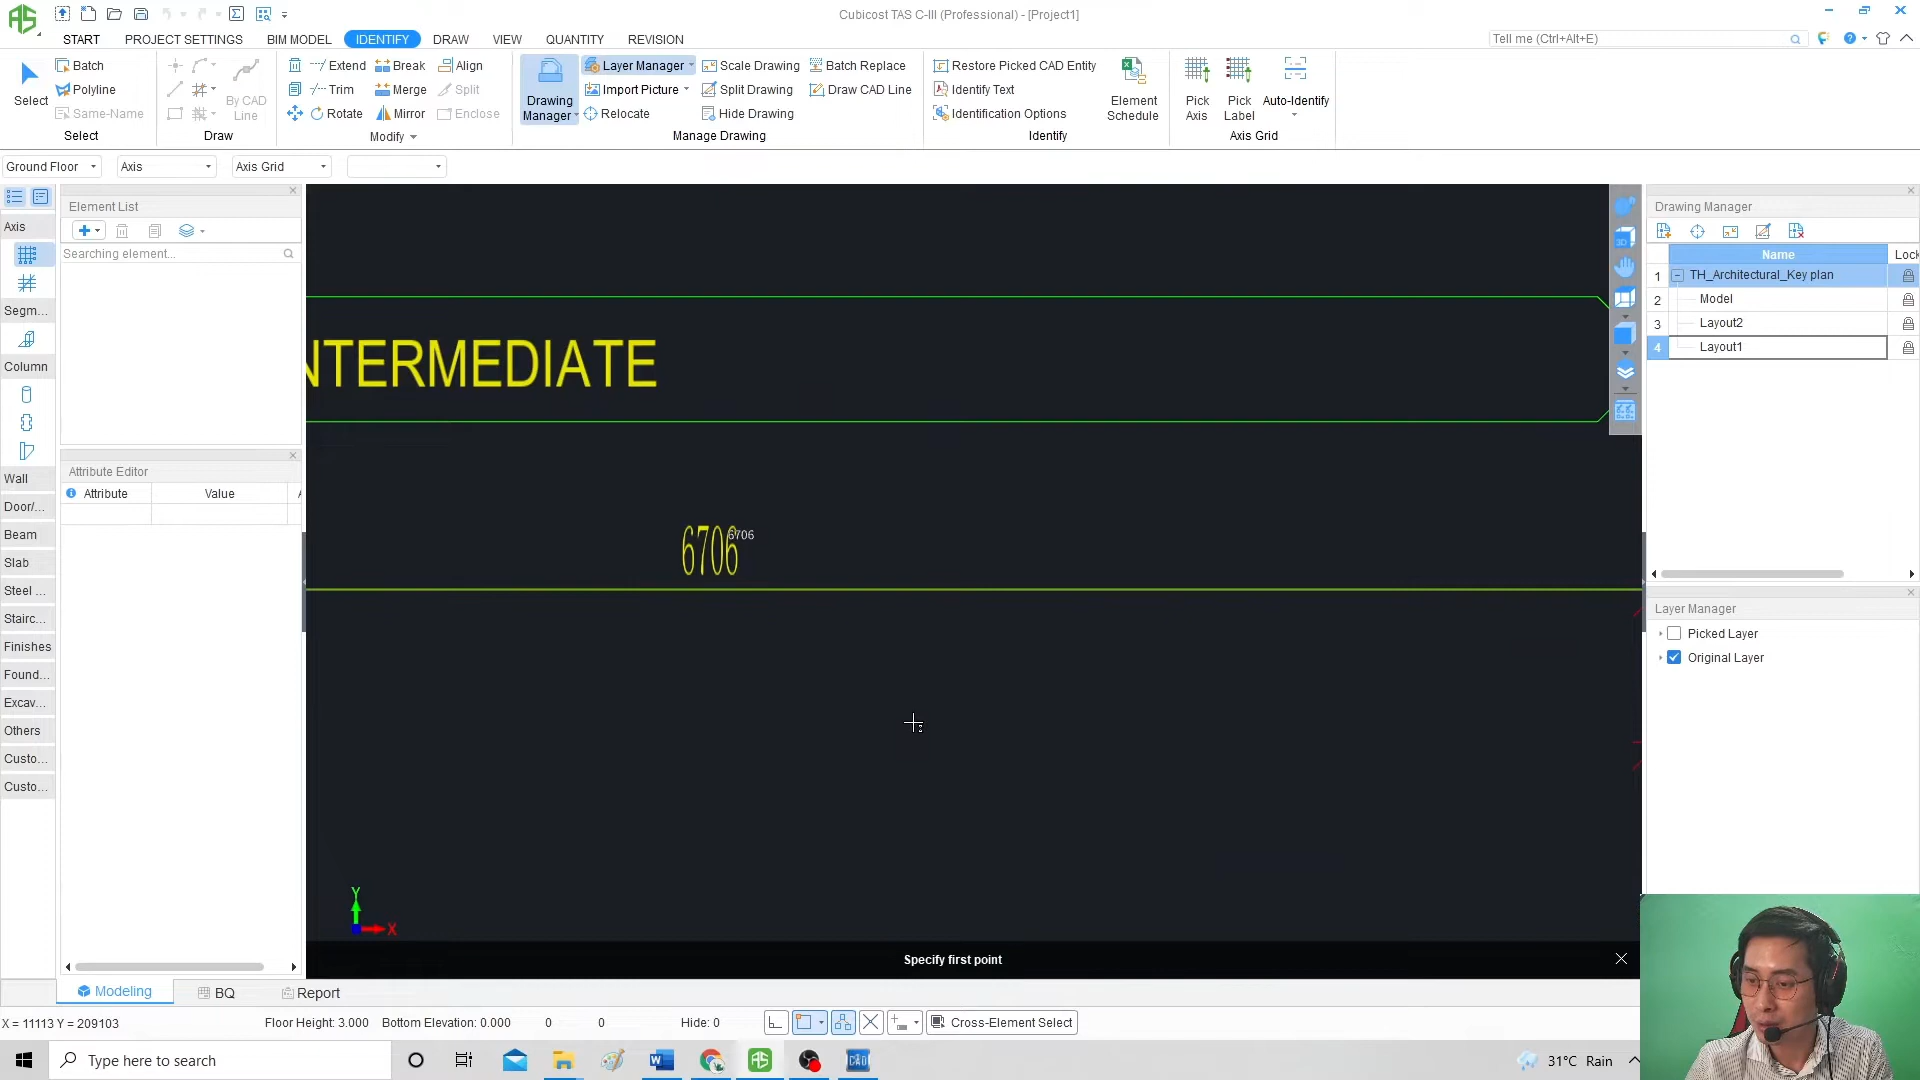 Cubicost TAS C-III (Professional) - [Project1]
START PROJECT SETTINGS BIM MODEL IDENTIFY DRAW VIEW QUANTITY REVISION
Tell me (Ctrl+Alt+E)
Select
Batch
Polyline
Same-Name
Select
By CAD Line
Draw
Extend Break Align
Trim Merge Split
Rotate Mirror Enclose
Modify
Drawing Manager
Layer Manager Scale Drawing Batch Replace
Import Picture Split Drawing Draw CAD Line
Relocate Hide Drawing
Manage Drawing
Restore Picked CAD Entity
Identify Text
Identification Options
Element Schedule
Identify
Pick Axis
Pick Label
Auto-Identify
Axis Grid
Ground Floor Axis Axis Grid
Element List
Searching element...
Axis
Segm...
Column
Wall
Door/...
Beam
Slab
Steel ...
Stairc...
Finishes
Found...
Excav...
Others
Custo...
Custo...
Attribute Editor
Attribute Value
NTERMEDIATE
6706
6706
Y
X
Specify first point
3D
Drawing Manager
Name Lock
1 TH_Architectural_Key plan
2 Model
3 Layout2
4 Layout1
Layer Manager
Picked Layer
Original Layer
Modeling BQ Report
X = 11113 Y = 209103 Floor Height: 3.000 Bottom Elevation: 0.000 0 0 Hide: 0 Cross-Element Select
Type here to search
31°C Rain